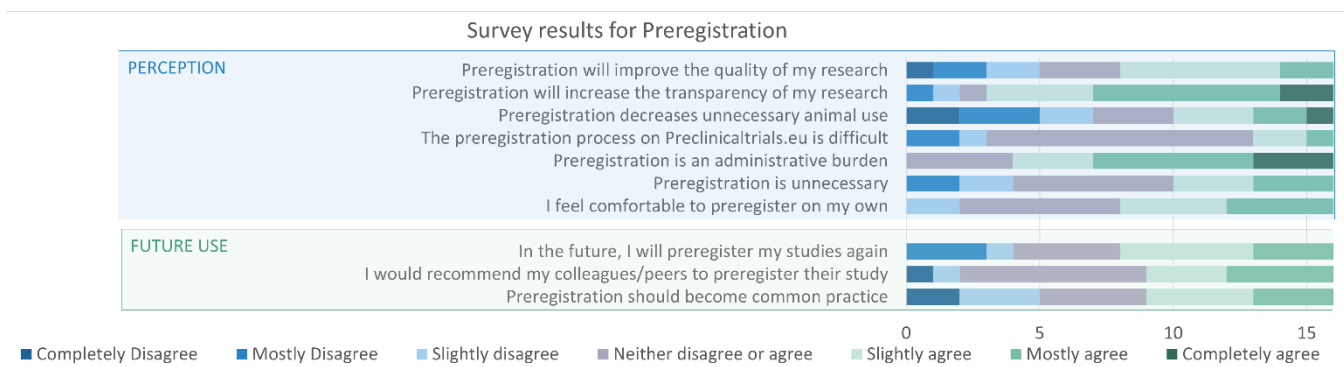 Survey results for Preregistration
PERCEPTION
Preregistration will improve the quality of my research
Preregistration will increase the transparency of my research
Preregistration decreases unnecessary animal use
The preregistration process on Preclinicaltrials.eu is difficult
Preregistration is an administrative burden
Preregistration is unnecessary
I feel comfortable to preregister on my own
FUTURE USE
In the future, I will preregister my studies again
I would recommend my colleagues/peers to preregister their study
Preregistration should become common practice
0 5 10 15
Completely Disagree Mostly Disagree Slightly disagree Neither disagree or agree Slightly agree Mostly agree Completely agree